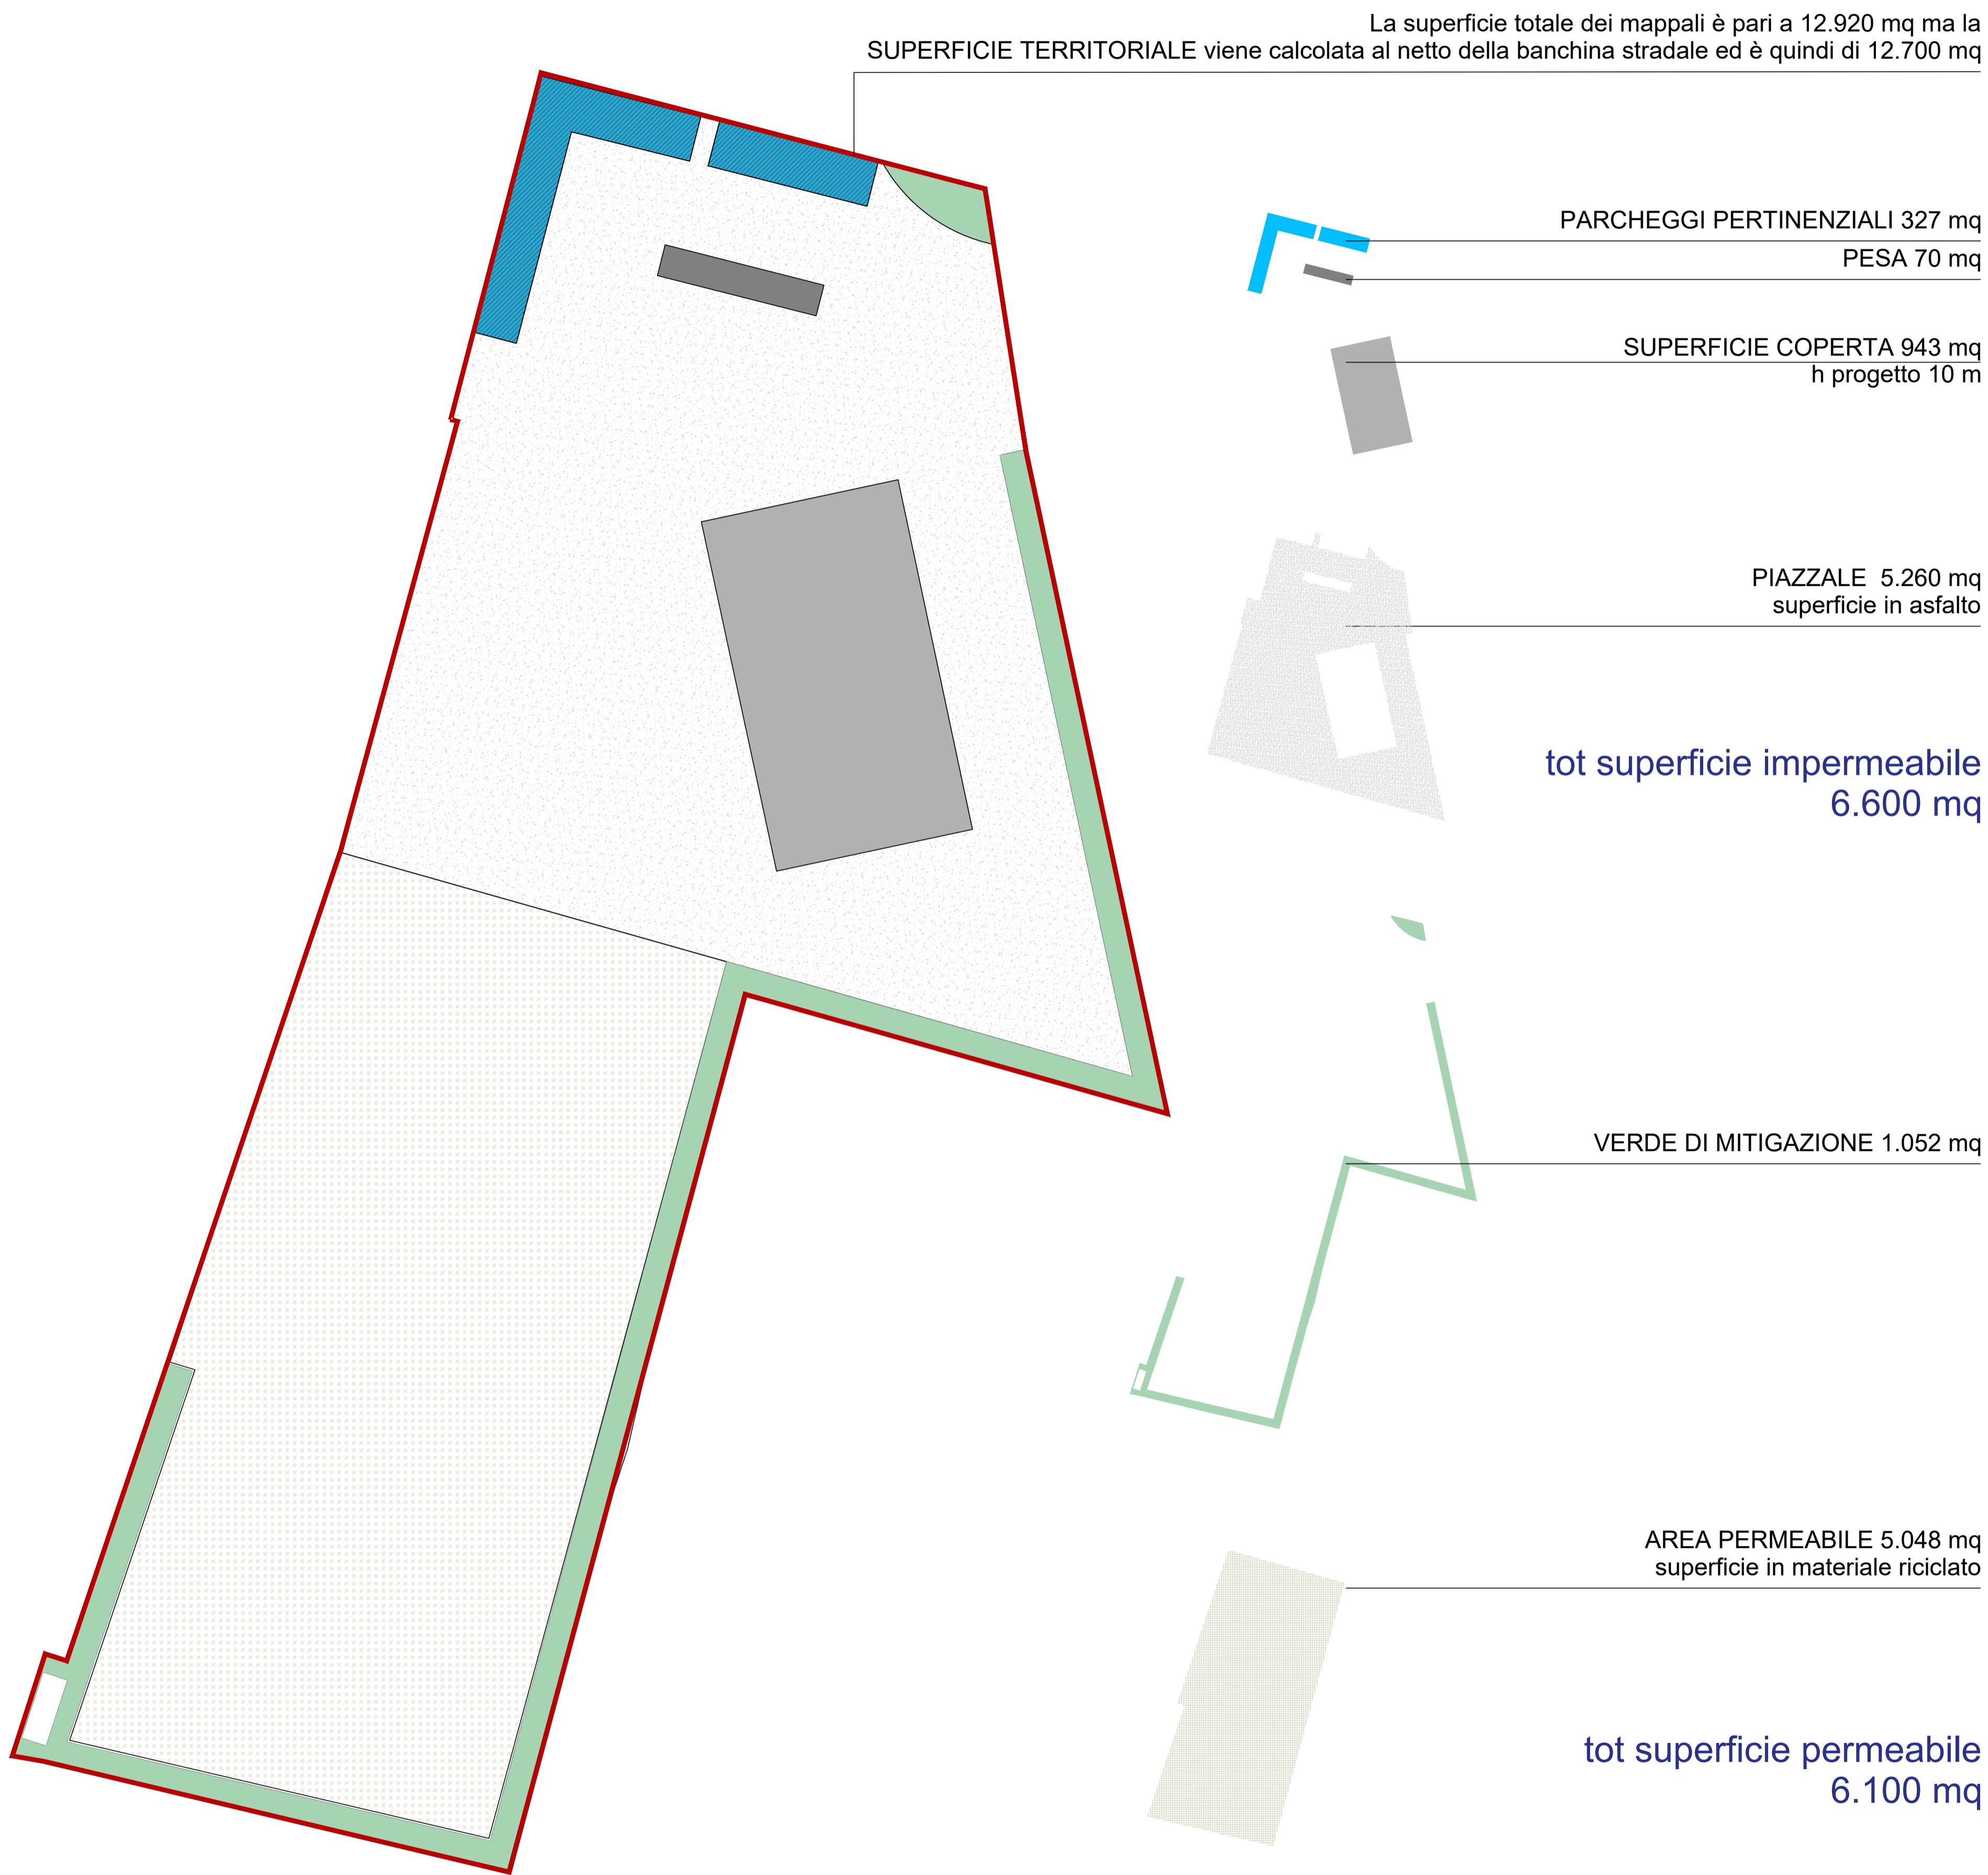 La superficie totale dei mappali è pari a 12.920 mq ma la
SUPERFICIE TERRITORIALE viene calcolata al netto della banchina stradale ed è quindi di 12.700 mq
PARCHEGGI PERTINENZIALI 327 mq
PESA 70 mq
SUPERFICIE COPERTA 943 mq
h progetto 10 m
PIAZZALE 5.260 mq
superficie in asfalto
tot superficie impermeabile
6.600 mq
VERDE DI MITIGAZIONE 1.052 mq
AREA PERMEABILE 5.048 mq
superficie in materiale riciclato
tot superficie permeabile
6.100 mq